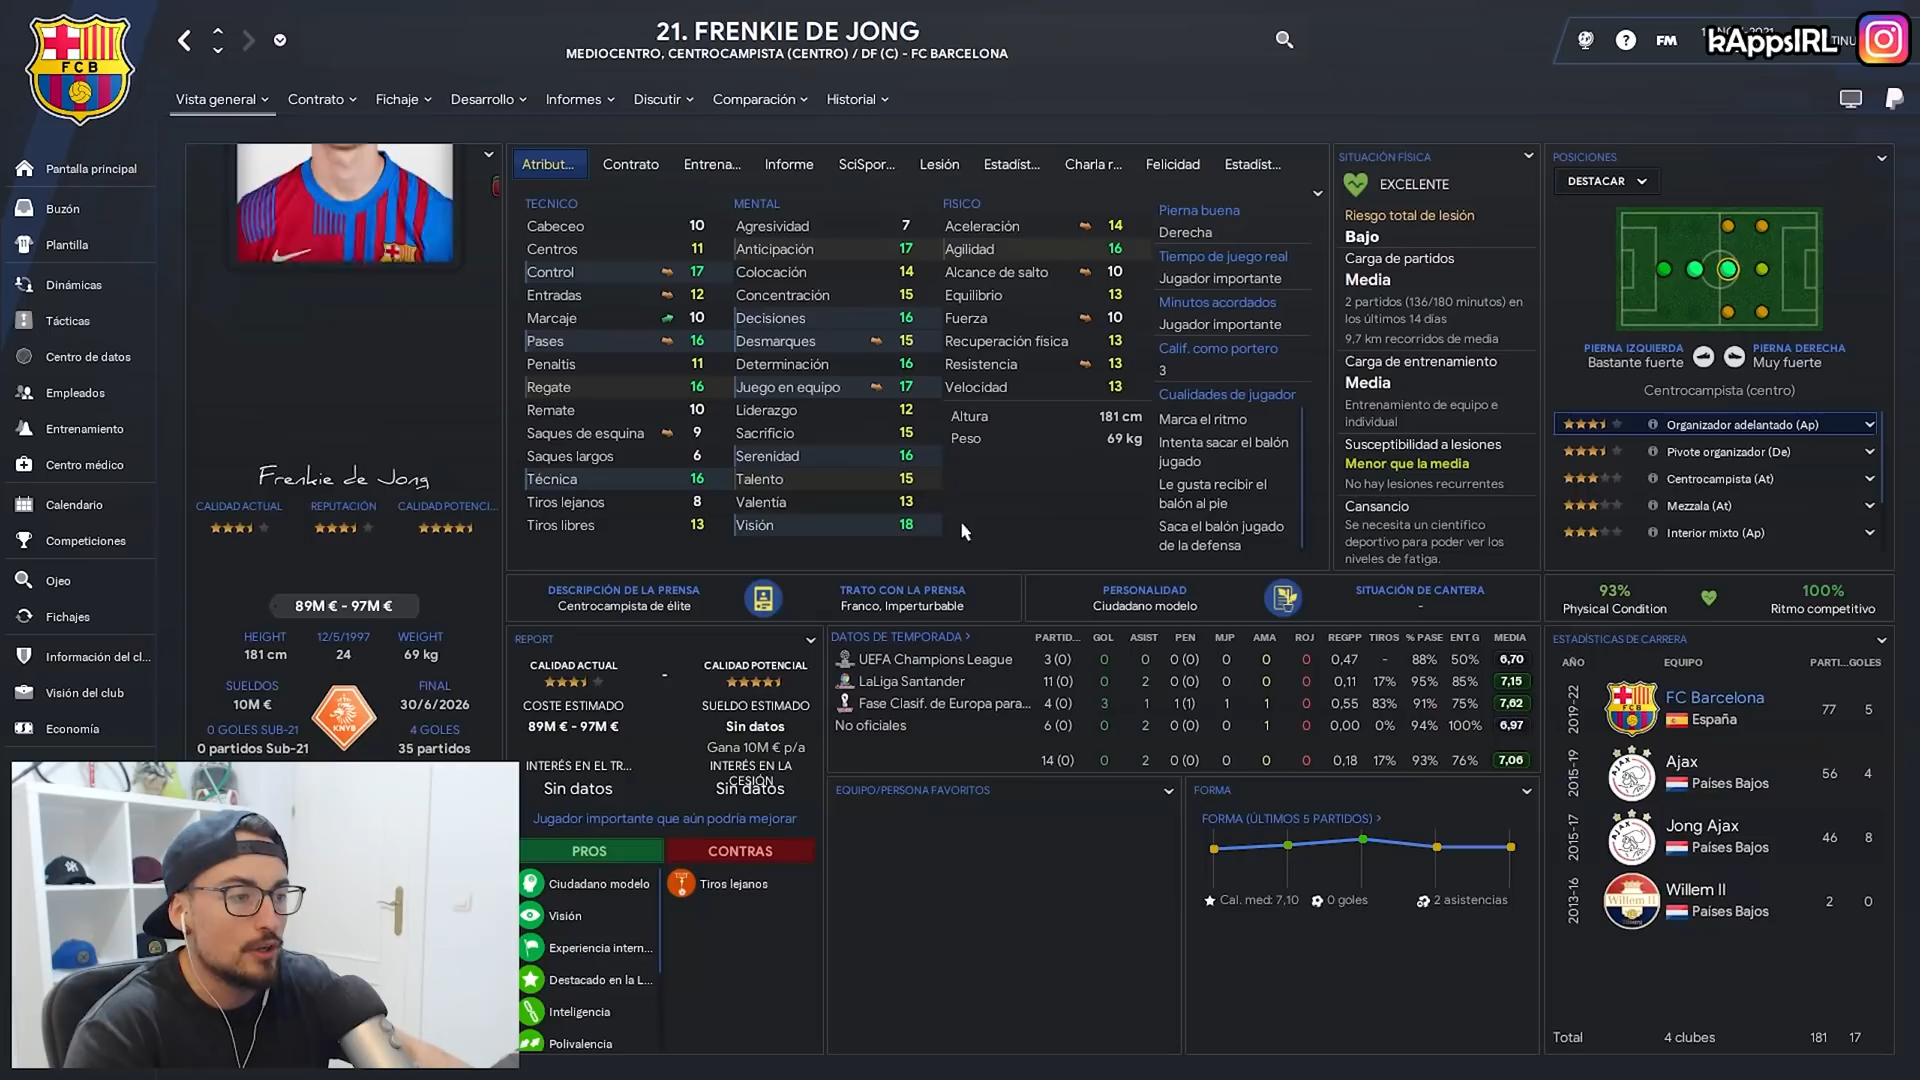 FCB
21. FRENKIE DE JONG
MEDIOCENTRO, CENTROCAMPISTA (CENTRO) / DF (C) - FC BARCELONA
FM
kAppsIRL
Vista general
Contrato
Fichaje
Desarrollo
Informes
Discutir
Comparación
Historial
Pantalla principal
Buzón
Plantilla
Dinámicas
Tácticas
Centro de datos
Empleados
Entrenamiento
Centro médico
Calendario
Competiciones
Ojeo
Fichajes
Información del cl...
Visión del club
Economía
Frenkie de Jong
CALIDAD ACTUAL REPUTACIÓN CALIDAD POTENCI...
89M € - 97M €
HEIGHT 12/5/1997 WEIGHT
181 cm 24 69 kg
SUELDOS FINAL
10M € 30/6/2026
KNVB
0 GOLES SUB-21 4 GOLES
0 partidos Sub-21 35 partidos
Atribut... Contrato Entrena... Informe SciSpor... Lesión Estadíst... Charla r... Felicidad Estadíst...
TECNICO
Cabeceo 10
Centros 11
Control 17
Entradas 12
Marcaje 10
Pases 16
Penaltis 11
Regate 16
Remate 10
Saques de esquina 9
Saques largos 6
Técnica 16
Tiros lejanos 8
Tiros libres 13
MENTAL
Agresividad 7
Anticipación 17
Colocación 14
Concentración 15
Decisiones 16
Desmarques 15
Determinación 16
Juego en equipo 17
Liderazgo 12
Sacrificio 15
Serenidad 16
Talento 15
Valentía 13
Visión 18
FISICO
Aceleración 14
Agilidad 16
Alcance de salto 10
Equilibrio 13
Fuerza 10
Recuperación física 13
Resistencia 13
Velocidad 13
Altura 181 cm
Peso 69 kg
Pierna buena
Derecha
Tiempo de juego real
Jugador importante
Minutos acordados
Jugador importante
Calif. como portero
3
Cualidades de jugador
Marca el ritmo
Intenta sacar el balón
jugado
Le gusta recibir el
balón al pie
Saca el balón jugado
de la defensa
SITUACIÓN FÍSICA
EXCELENTE
Riesgo total de lesión
Bajo
Carga de partidos
Media
2 partidos (136/180 minutos) en
los últimos 14 días
9,7 km recorridos de media
Carga de entrenamiento
Media
Entrenamiento de equipo e
individual
Susceptibilidad a lesiones
Menor que la media
No hay lesiones recurrentes
Cansancio
Se necesita un científico
deportivo para poder ver los
niveles de fatiga.
POSICIONES
DESTACAR
PIERNA IZQUIERDA PIERNA DERECHA
Bastante fuerte Muy fuerte
Centrocampista (centro)
Organizador adelantado (Ap)
Pivote organizador (De)
Centrocampista (At)
Mezzala (At)
Interior mixto (Ap)
DESCRIPCIÓN DE LA PRENSA
Centrocampista de élite
TRATO CON LA PRENSA
Franco, Imperturbable
PERSONALIDAD
Ciudadano modelo
SITUACIÓN DE CANTERA
-
93% 100%
Physical Condition Ritmo competitivo
REPORT
CALIDAD ACTUAL - CALIDAD POTENCIAL
COSTE ESTIMADO SUELDO ESTIMADO
89M € - 97M € Sin datos
Gana 10M € p/a
INTERÉS EN EL TR... INTERÉS EN LA
CESIÓN
Sin datos Sin datos
Jugador importante que aún podría mejorar
PROS CONTRAS
Ciudadano modelo Tiros lejanos
Visión
Experiencia intern...
Destacado en la L...
Inteligencia
Polivalencia
DATOS DE TEMPORADA > PARTID... GOL ASIST PEN MJP AMA ROJ REGPP TIROS % PASE ENT G MEDIA
UEFA Champions League 3 (0) 0 0 0 (0) 0 0 0 0,47 - 88% 50% 6,70
LaLiga Santander 11 (0) 0 2 0 (0) 0 0 0 0,11 17% 95% 85% 7,15
Fase Clasif. de Europa para... 4 (0) 3 1 1 (1) 1 1 0 0,55 83% 91% 75% 7,62
No oficiales 6 (0) 0 2 0 (0) 0 1 0 0,00 0% 94% 100% 6,97
14 (0) 0 2 0 (0) 0 0 0 0,18 17% 93% 76% 7,06
EQUIPO/PERSONA FAVORITOS
FORMA
FORMA (ÚLTIMOS 5 PARTIDOS) >
Cal. med: 7,10 0 goles 2 asistencias
ESTADÍSTICAS DE CARRERA
AÑO EQUIPO PARTI... GOLES
2019-22 FC Barcelona 77 5
España
2015-19 Ajax 56 4
Países Bajos
2015-17 Jong Ajax 46 8
Países Bajos
2013-16 Willem II 2 0
Países Bajos
Total 4 clubes 181 17